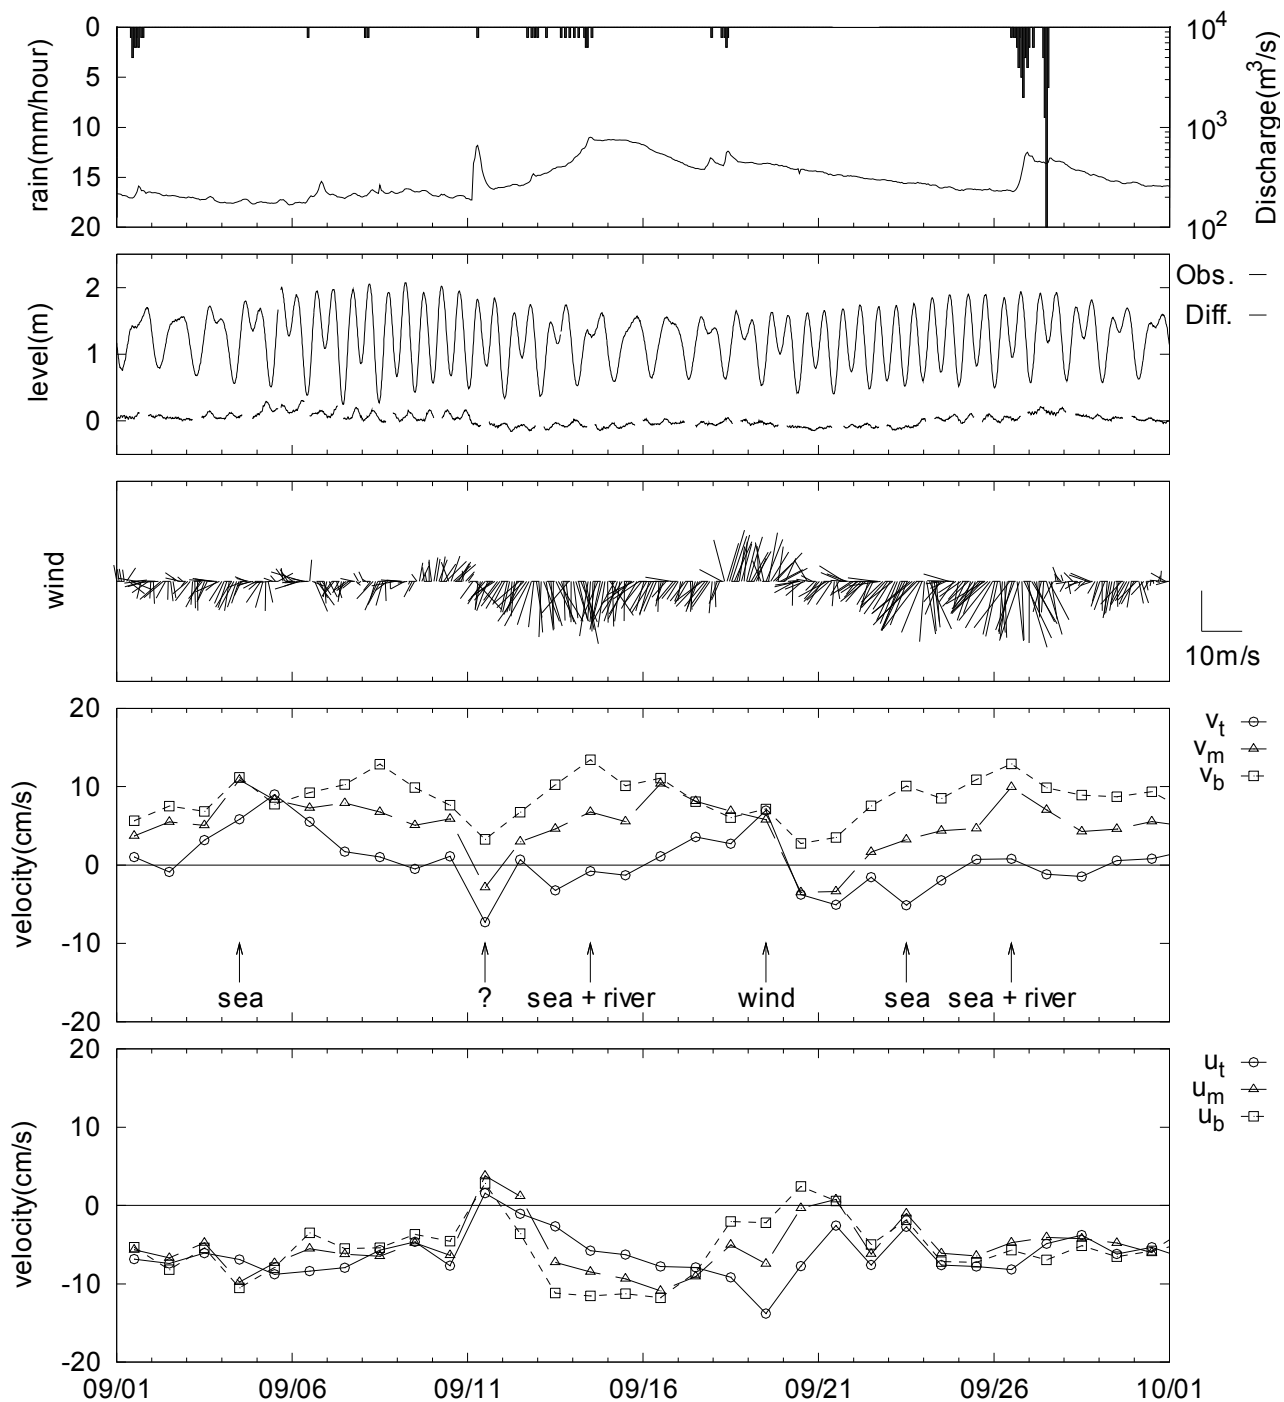 0
5
10
15
20
rain(mm/hour)
10^4
10^3
10^2
Discharge(m^3/s)
2
1
0
level(m)
Obs.
Diff.
wind
10m/s
20
10
0
-10
-20
velocity(cm/s)
v_t
v_m
v_b
sea
?
sea + river
wind
sea
sea + river
20
10
0
-10
-20
velocity(cm/s)
u_t
u_m
u_b
09/01 09/06 09/11 09/16 09/21 09/26 10/01